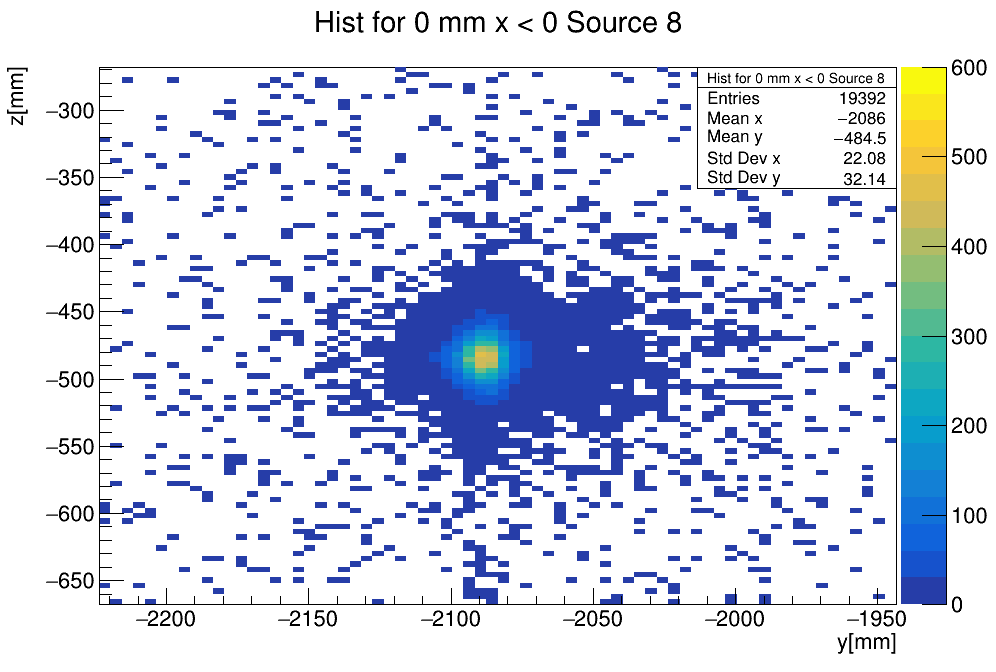 Hist for 0 mm x < 0 Source 8
z[mm]
Hist for 0 mm x < 0 Source 8
Entries 19392
Mean x −2086
Mean y −484.5
Std Dev x 22.08
Std Dev y 32.14
−300
−350
−400
−450
−500
−550
−600
−650
600
500
400
300
200
100
0
−2200 −2150 −2100 −2050 −2000 −1950
y[mm]